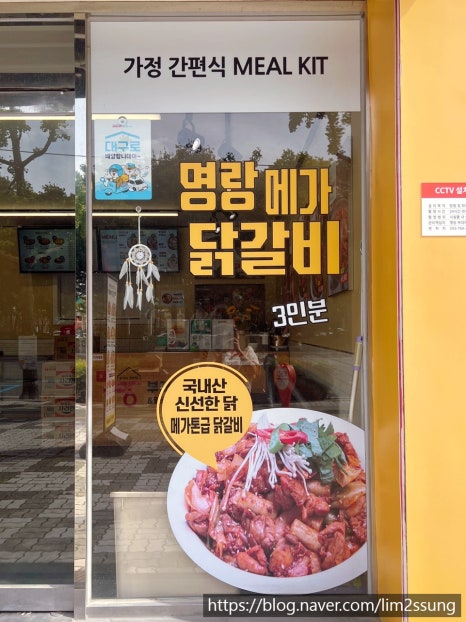 가정 간편식 MEAL KIT
대구로
명랑 메가
닭갈비
3인분
국내산
신선한 닭
메가톤급 닭갈비
CCTV 설치
https://blog.naver.com/lim2ssung